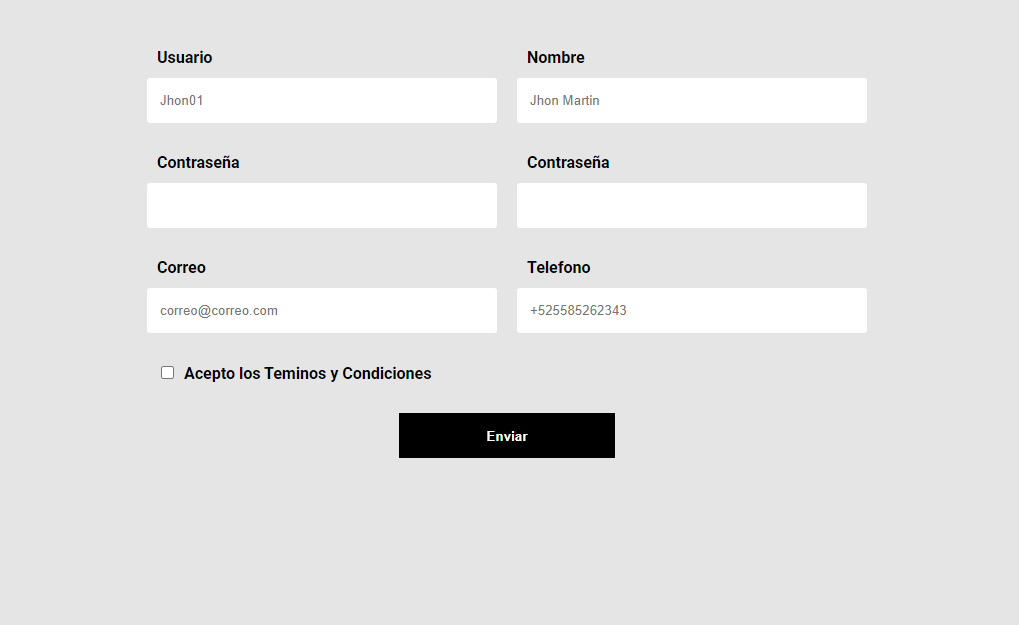 Usuario
Nombre
Jhon01
Jhon Martin
Contraseña
Contraseña
Correo
Telefono
correo@correo.com
+525585262343
Acepto los Teminos y Condiciones
Enviar